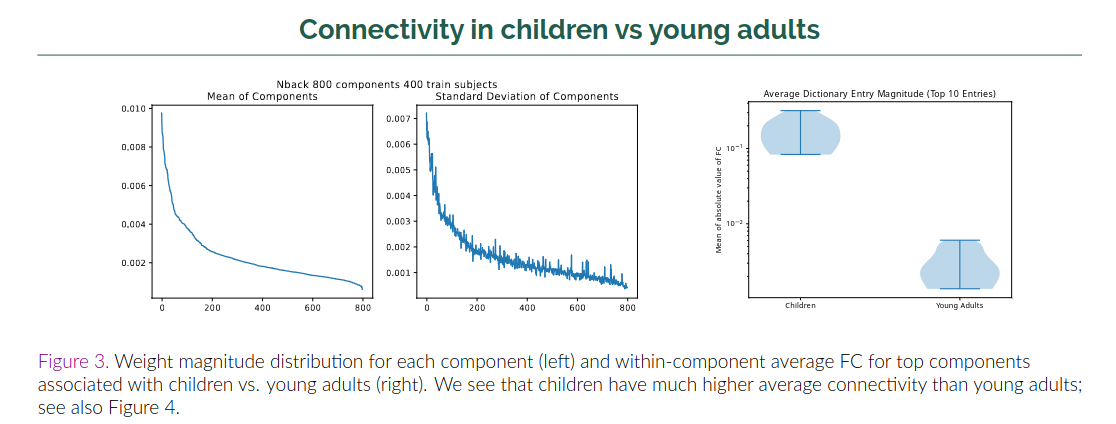 Connectivity in children vs young adults
Nback 800 components 400 train subjects
Mean of Components
0.010
0.008
0.006
0.004
0.002
0
200
400
600
800
Standard Deviation of Components
0.007
0.006
0.005
0.004
0.003
0.002
0.001
0
200
400
600
800
Average Dictionary Entry Magnitude (Top 10 Entries)
Mean of absolute value of FC
10⁻¹
10⁻²
Children
Young Adults
Figure 3. Weight magnitude distribution for each component (left) and within-component average FC for top components
associated with children vs. young adults (right). We see that children have much higher average connectivity than young adults;
see also Figure 4.